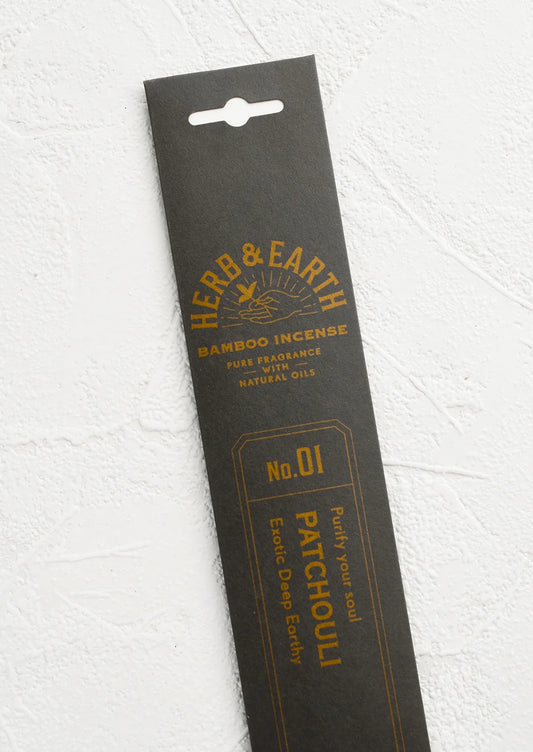 HERB & EARTH
BAMBOO INCENSE
PURE FRAGRANCE
WITH
NATURAL OILS
No.01
Purify your soul
PATCHOULI
Exotic Deep Earthy